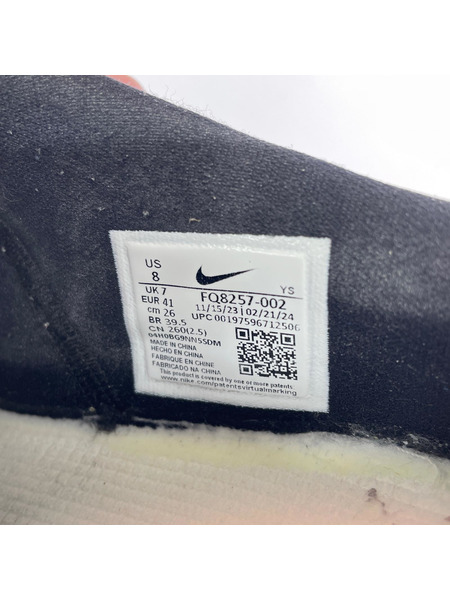 US
8
YS
UK 7
EUR 41
cm 26
BR 39.5
CN 260(2.5)
FQ8257-002
11/15/23 02/21/24
UPC 00197596712506
04H0BG9NNSSDM
MADE IN CHINA
HECHO EN CHINA
FABRIQUE EN CHINE
FABRICADO NA CHINA
This product is covered by one or more patents
www.nike.com/patentsvirtualmarking